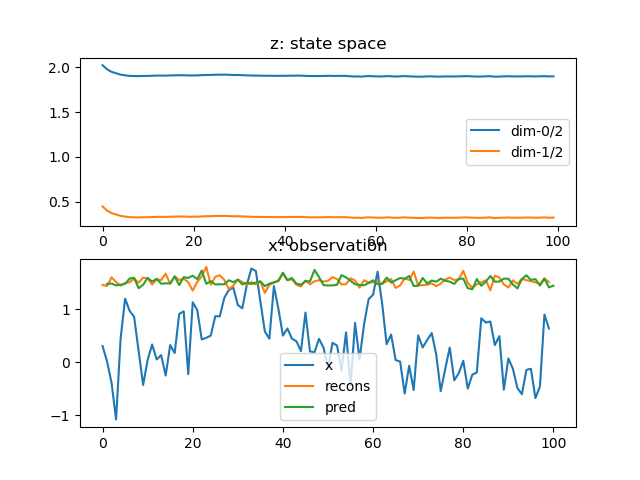 z: state space
2.0
1.5
1.0
0.5
dim-0/2
dim-1/2
0 20 40 60 80 100
x: observation
1
0
−1
x
recons
pred
0 20 40 60 80 100